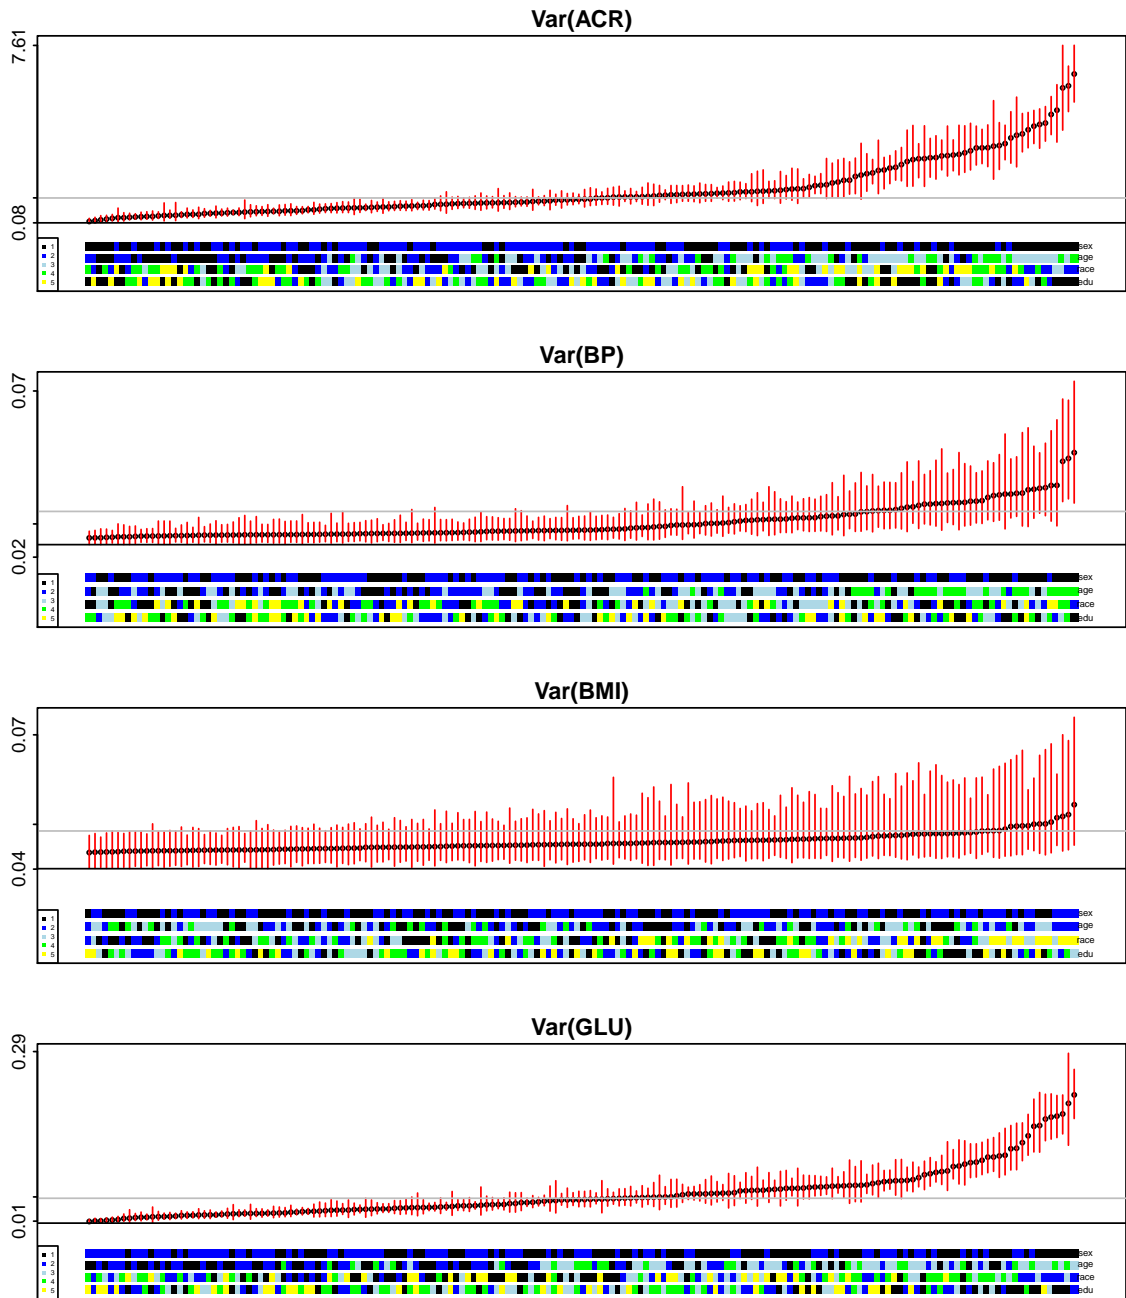 Var(ACR)
7.61
0.08
1
2
3
4
5
sex
age
race
edu
Var(BP)
0.07
0.02
1
2
3
4
5
sex
age
race
edu
Var(BMI)
0.07
0.04
1
2
3
4
5
sex
age
race
edu
Var(GLU)
0.29
0.01
1
2
3
4
5
sex
age
race
edu